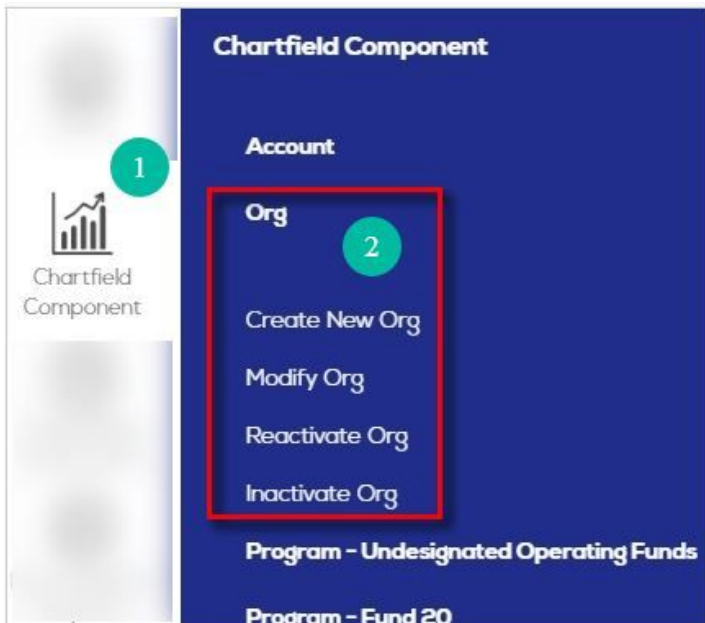 Chartfield Component
Account
1
Org
2
Chartfield
Component
Create New Org
Modify Org
Reactivate Org
Inactivate Org
Program - Undesignated Operating Funds
Program - Fund 20